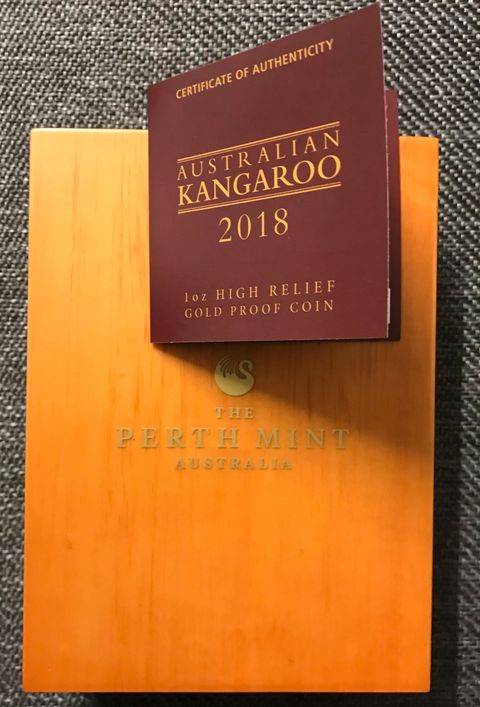 CERTIFICATE OF AUTHENTICITY
AUSTRALIAN
KANGAROO
2018
1oz HIGH RELIEF
GOLD PROOF COIN
THE
PERTH MINT
AUSTRALIA